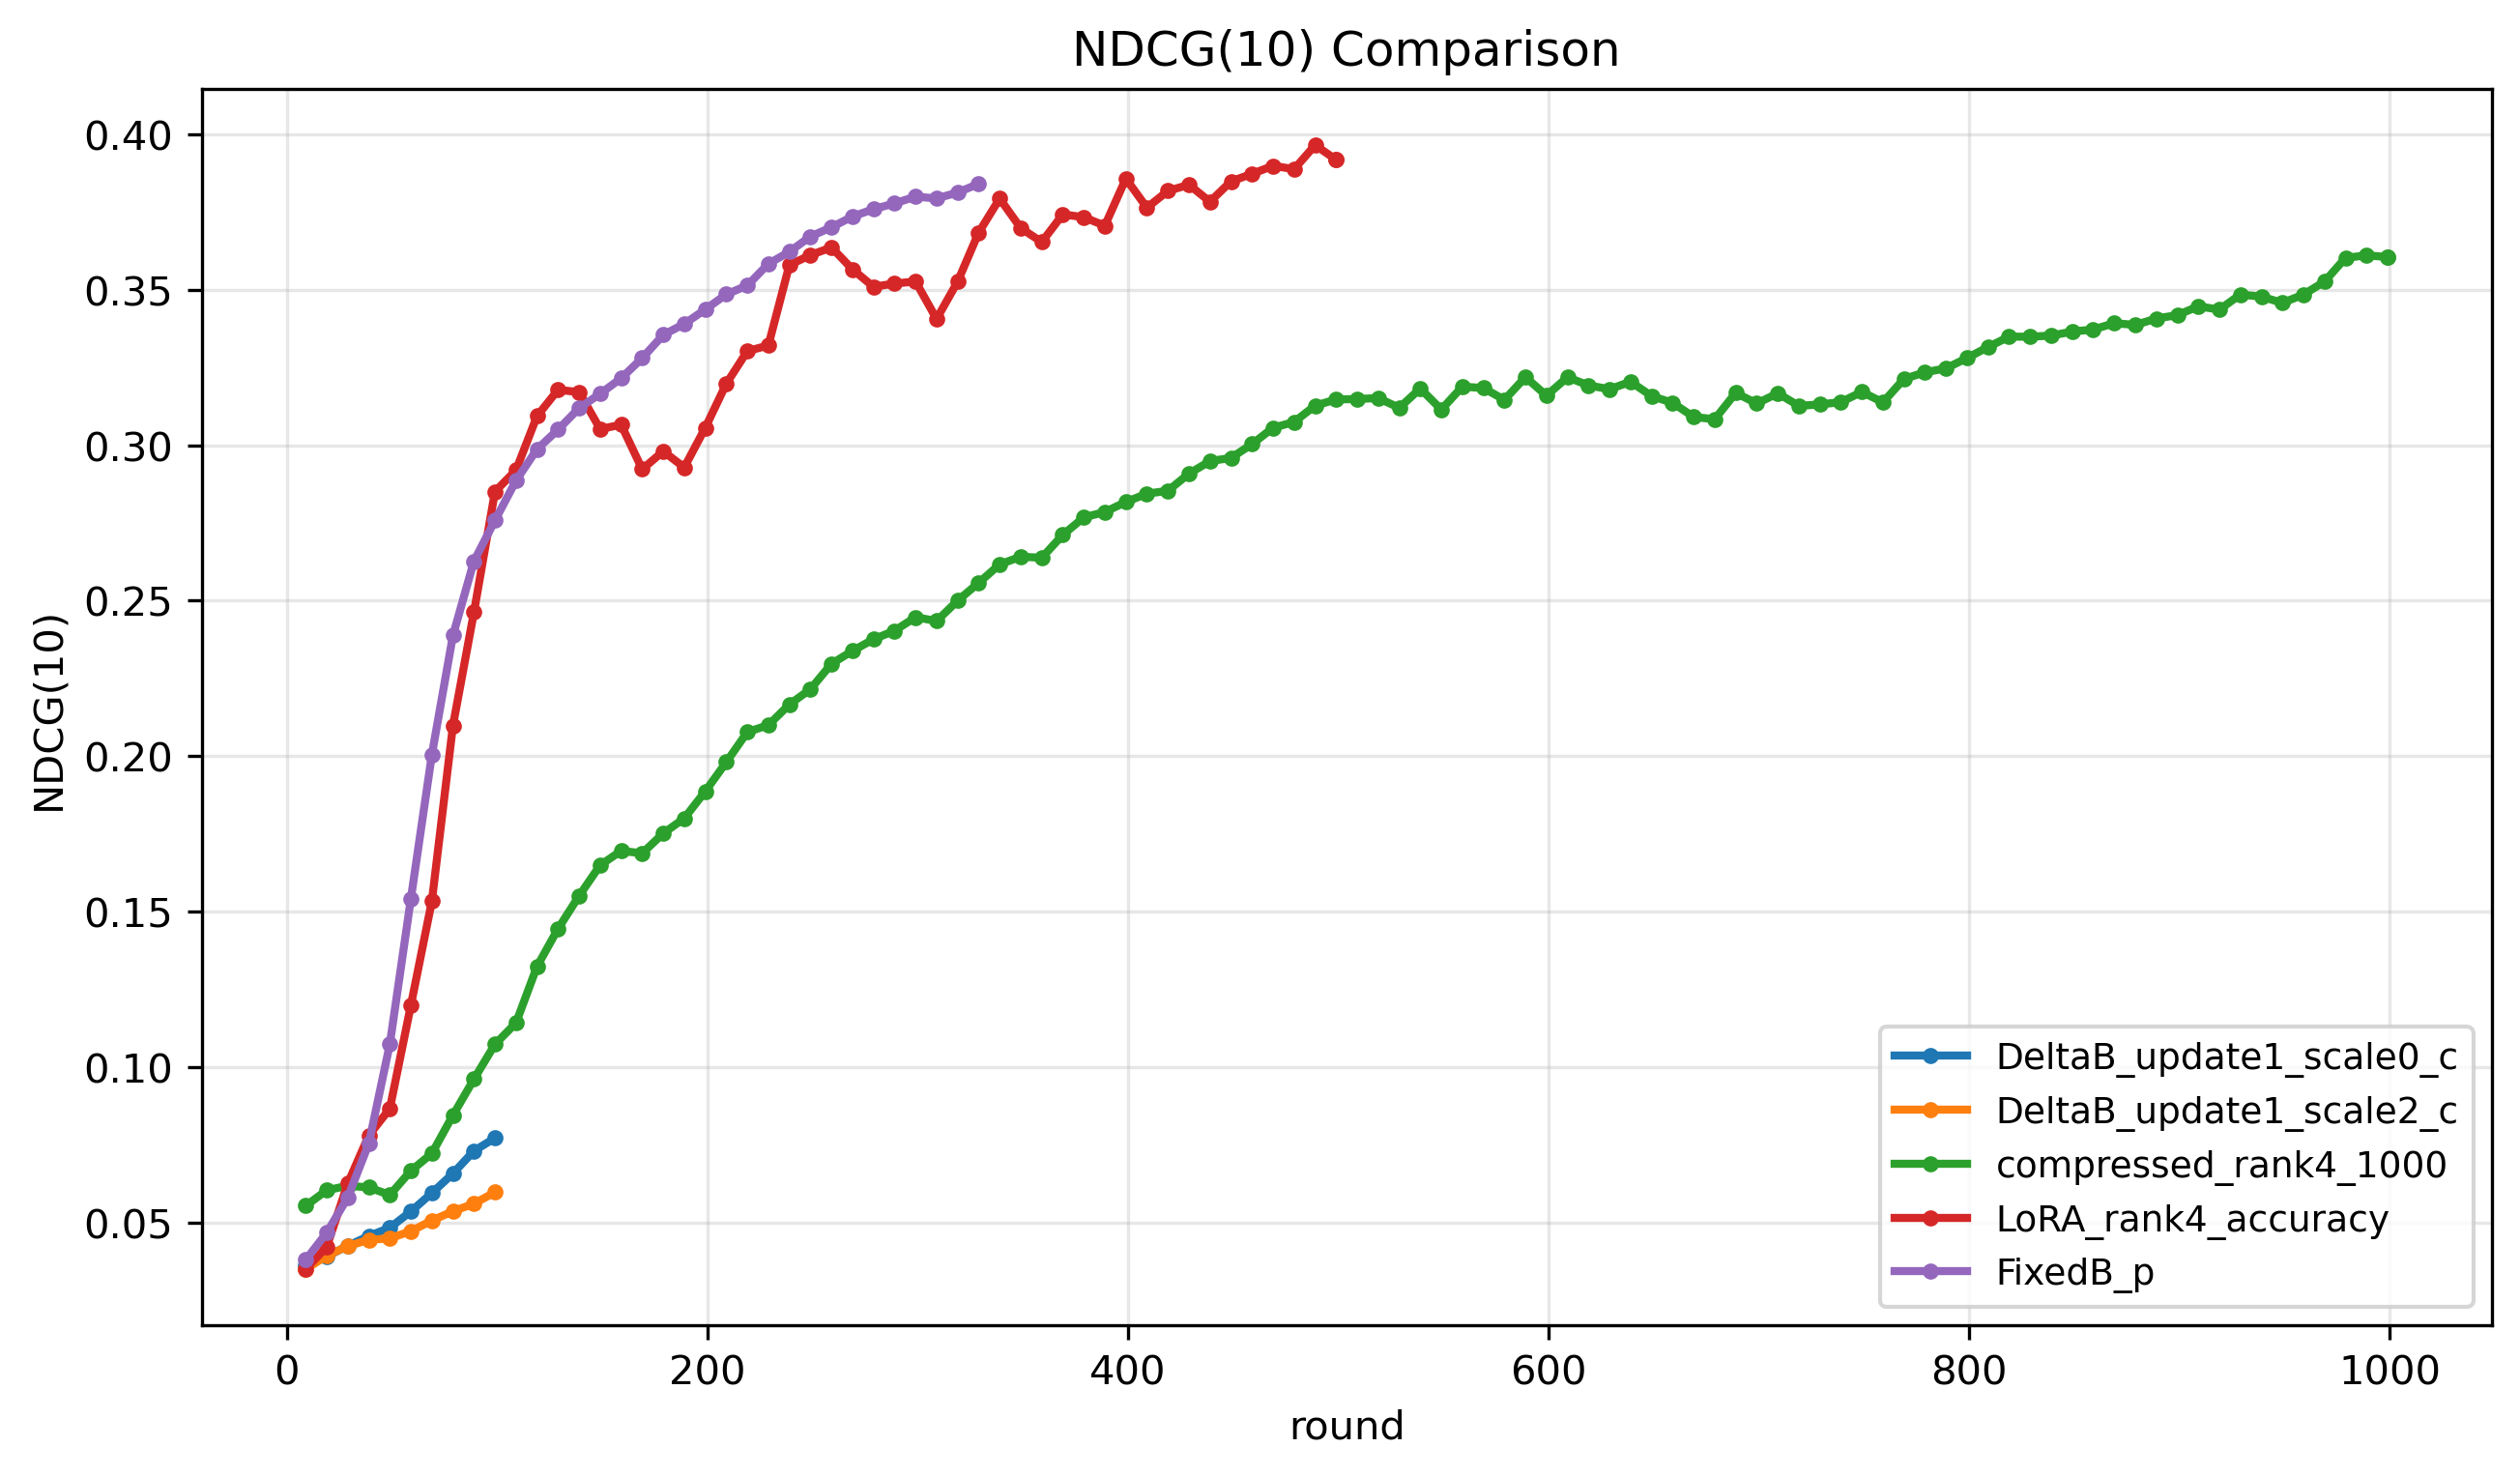 NDCG(10) Comparison
NDCG(10)
0.40
0.35
0.30
0.25
0.20
0.15
0.10
0.05
0 200 400 600 800 1000
round
DeltaB_update1_scale0_c
DeltaB_update1_scale2_c
compressed_rank4_1000
LoRA_rank4_accuracy
FixedB_p